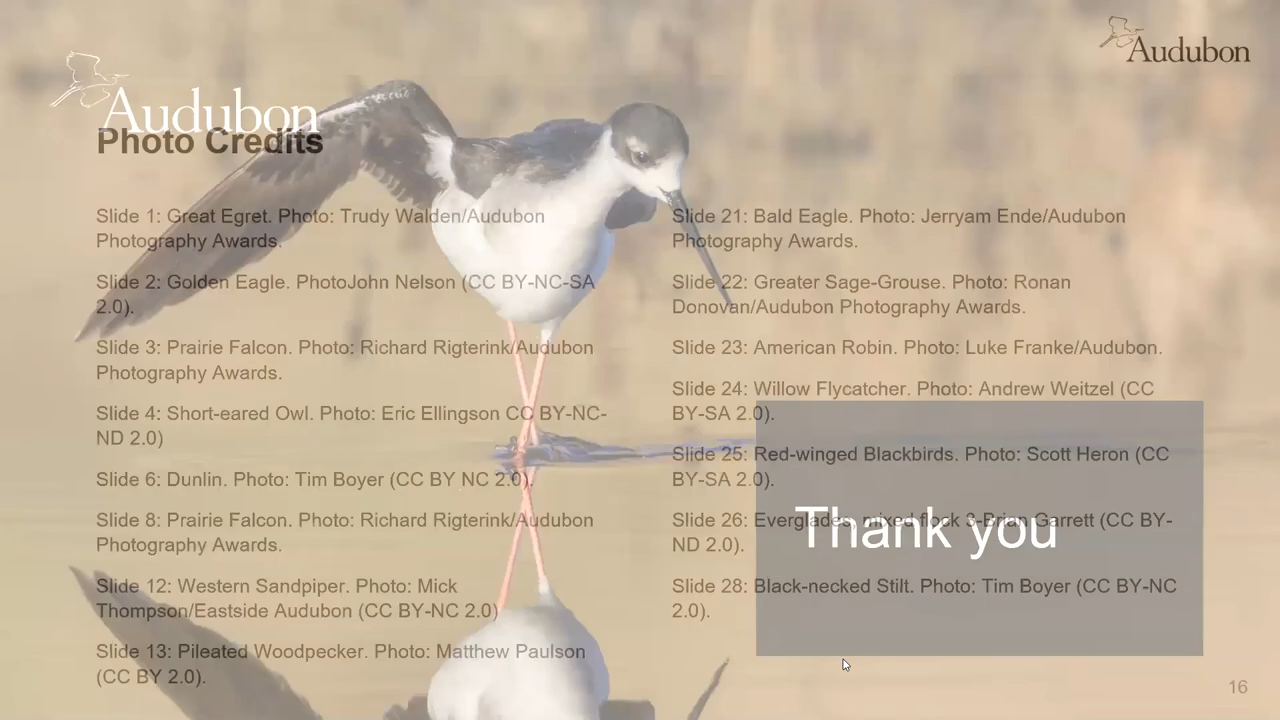 Audubon
Audubon
Photo Credits
Slide 1: Great Egret. Photo: Trudy Walden/Audubon
Photography Awards.
Slide 2: Golden Eagle. PhotoJohn Nelson (CC BY-NC-SA
2.0).
Slide 3: Prairie Falcon. Photo: Richard Rigterink/Audubon
Photography Awards.
Slide 4: Short-eared Owl. Photo: Eric Ellingson CC BY-NC-
ND 2.0)
Slide 6: Dunlin. Photo: Tim Boyer (CC BY NC 2.0).
Slide 8: Prairie Falcon. Photo: Richard Rigterink/Audubon
Photography Awards.
Slide 12: Western Sandpiper. Photo: Mick
Thompson/Eastside Audubon (CC BY-NC 2.0)
Slide 13: Pileated Woodpecker. Photo: Matthew Paulson
(CC BY 2.0).
Slide 21: Bald Eagle. Photo: Jerryam Ende/Audubon
Photography Awards.
Slide 22: Greater Sage-Grouse. Photo: Ronan
Donovan/Audubon Photography Awards.
Slide 23: American Robin. Photo: Luke Franke/Audubon.
Slide 24: Willow Flycatcher. Photo: Andrew Weitzel (CC
BY-SA 2.0).
Slide 25: Red-winged Blackbirds. Photo: Scott Heron (CC
BY-SA 2.0).
Slide 26: Everglades, mixed flock 3-Brian Garrett (CC BY-
ND 2.0).
Slide 28: Black-necked Stilt. Photo: Tim Boyer (CC BY-NC
2.0).
Thank you
16